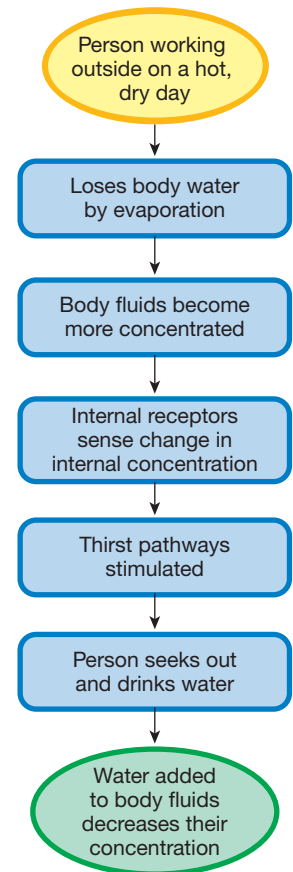 Person working
outside on a hot,
dry day
Loses body water
by evaporation
Body fluids become
more concentrated
Internal receptors
sense change in
internal concentration
Thirst pathways
stimulated
Person seeks out
and drinks water
Water added
to body fluids
decreases their
concentration